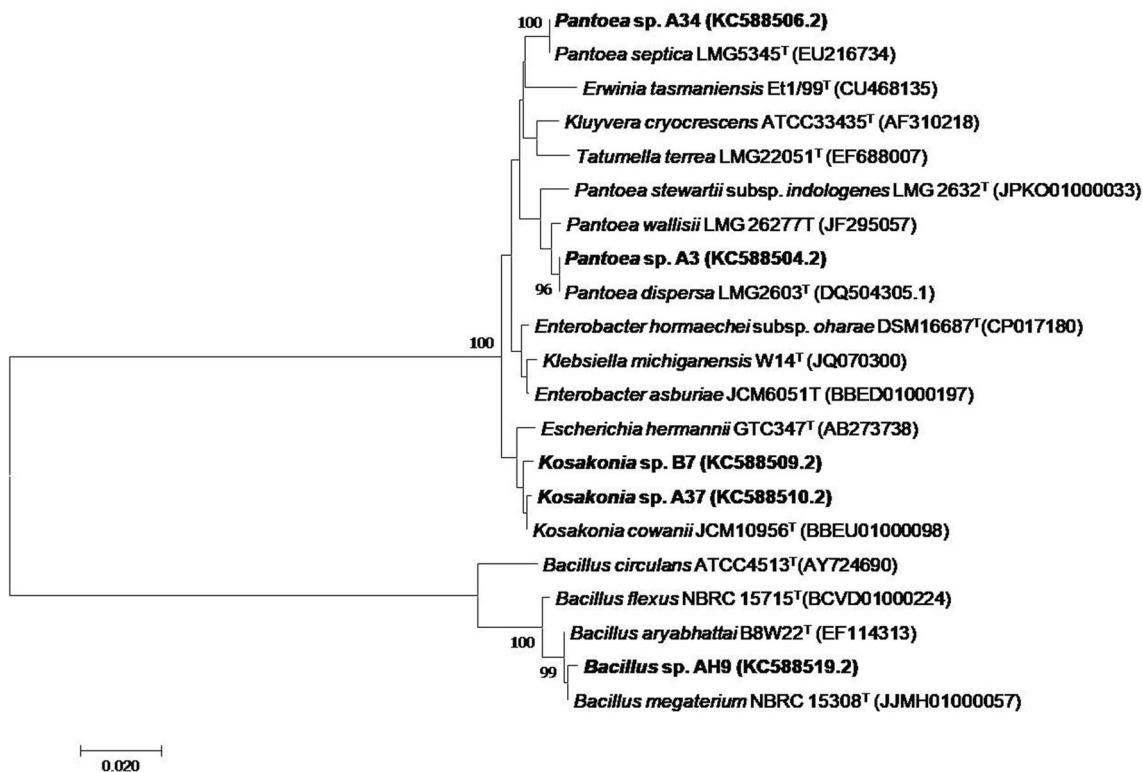 100 Pantoea sp. A34 (KC588506.2)
Pantoea septica LMG5345ᵀ (EU216734)
Erwinia tasmaniensis Et1/99ᵀ (CU468135)
Kluyvera cryocrescens ATCC33435ᵀ (AF310218)
Tatumella terrea LMG22051ᵀ (EF688007)
Pantoea stewartii subsp. indologenes LMG 2632ᵀ (JPKO01000033)
Pantoea wallisii LMG 26277T (JF295057)
Pantoea sp. A3 (KC588504.2)
96 Pantoea dispersa LMG2603ᵀ (DQ504305.1)
Enterobacter hormaechei subsp. oharae DSM16687ᵀ(CP017180)
100
Klebsiella michiganensis W14ᵀ (JQ070300)
Enterobacter asburiae JCM6051T (BBED01000197)
Escherichia hermannii GTC347ᵀ (AB273738)
Kosakonia sp. B7 (KC588509.2)
Kosakonia sp. A37 (KC588510.2)
Kosakonia cowanii JCM10956ᵀ (BBEU01000098)
Bacillus circulans ATCC4513ᵀ(AY724690)
Bacillus flexus NBRC 15715ᵀ(BCVD01000224)
100 Bacillus aryabhattai B8W22ᵀ (EF114313)
99 Bacillus sp. AH9 (KC588519.2)
Bacillus megaterium NBRC 15308ᵀ (JJMH01000057)
0.020